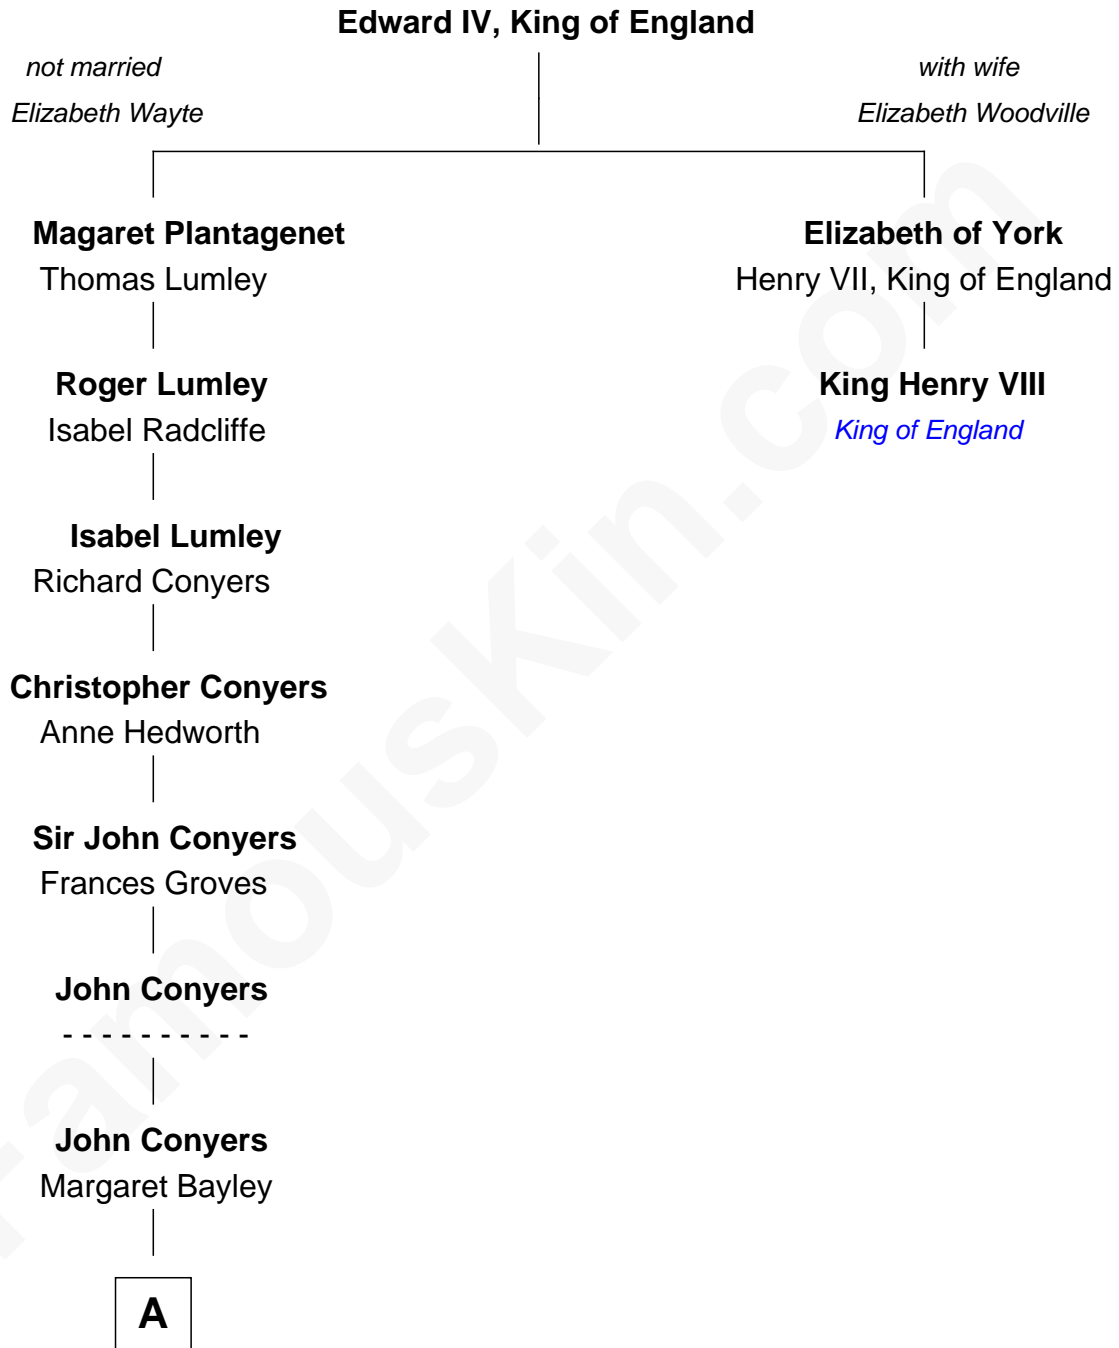 Edward IV, King of England
not married
Elizabeth Wayte
with wife
Elizabeth Woodville
Magaret Plantagenet
Thomas Lumley
Elizabeth of York
Henry VII, King of England
Roger Lumley
Isabel Radcliffe
King Henry VIII
King of England
Isabel Lumley
Richard Conyers
Christopher Conyers
Anne Hedworth
Sir John Conyers
Frances Groves
John Conyers
- - - - - - - - - -
John Conyers
Margaret Bayley
A
FamousKin.com